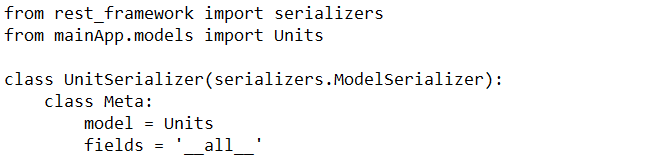 from rest_framework import serializers
from mainApp.models import Units
class UnitSerializer(serializers.ModelSerializer):
    class Meta:
        model = Units
        fields = '__all__'